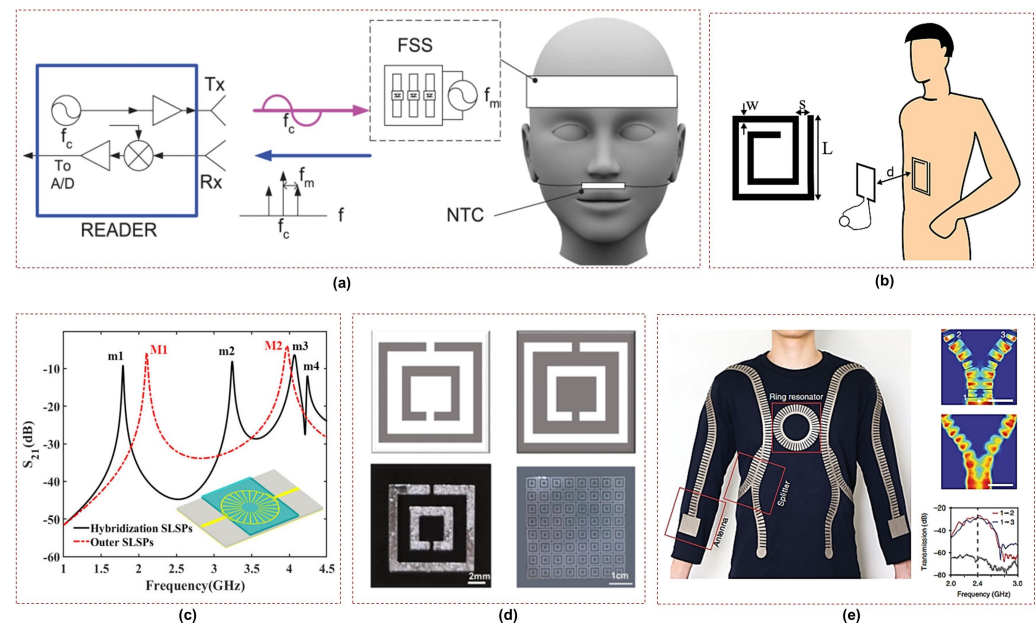 FSS
Tx
f_m
f_c
f_c
To
A/D
Rx
f_m
f
f_c
READER
NTC
(a)
W
S
L
d
(b)
m1
M1
m2
M2
m3
m4
-10
-20
-30
-40
-50
-60
S21(dB)
Hybridization SLSPs
Outer SLSPs
1 1.5 2 2.5 3 3.5 4 4.5
Frequency(GHz)
(c)
2mm
1cm
(d)
Ring resonator
Splitter
Antenna
2 3
Transmission (dB)
-20
-40
-60
-80
1→2
1→3
2.0 2.4 3.0
Frequency (GHz)
(e)